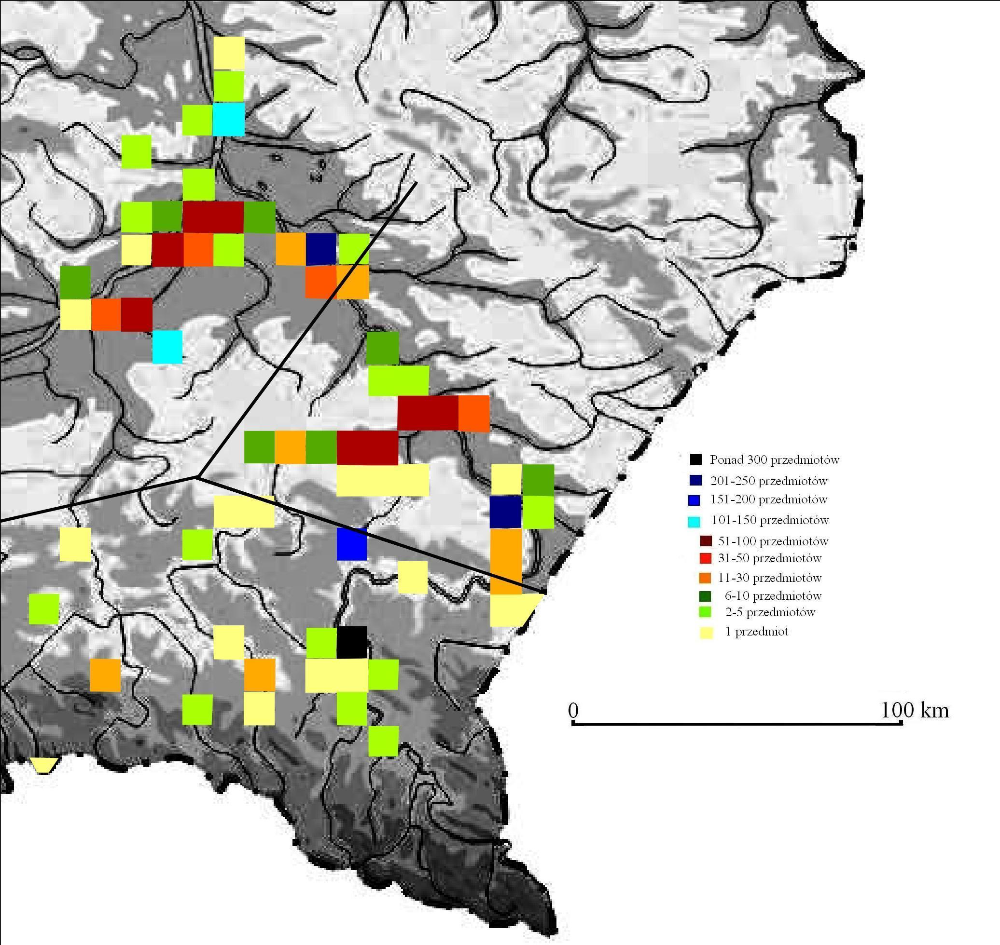 Ponad 300 przedmiotów
201-250 przedmiotów
151-200 przedmiotów
101-150 przedmiotów
51-100 przedmiotów
31-50 przedmiotów
11-30 przedmiotów
6-10 przedmiotów
2-5 przedmiotów
1 przedmiot
0 100 km